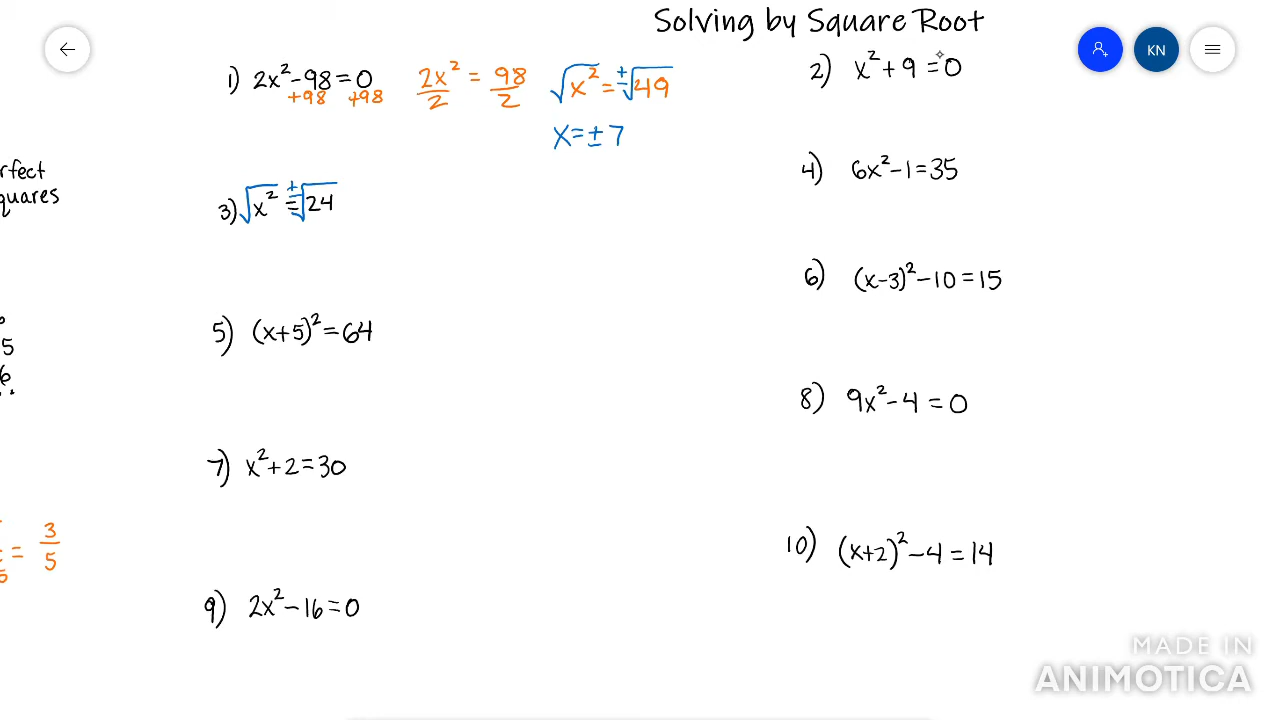 Solving by Square Root
KN
1) 2x² - 98 = 0
+98 +98
2x²/2 = 98/2
√x² = ±√49
x = ± 7
2) x² + 9 = 0
rfect
quares
3) √x² = ±√24
4) 6x² - 1 = 35
5) (x+5)² = 64
6) (x-3)² - 10 = 15
5
6
7) x² + 2 = 30
8) 9x² - 4 = 0
= 3/5
9) 2x² - 16 = 0
10) (x+2)² - 4 = 14
MADE IN
ANIMOTICA